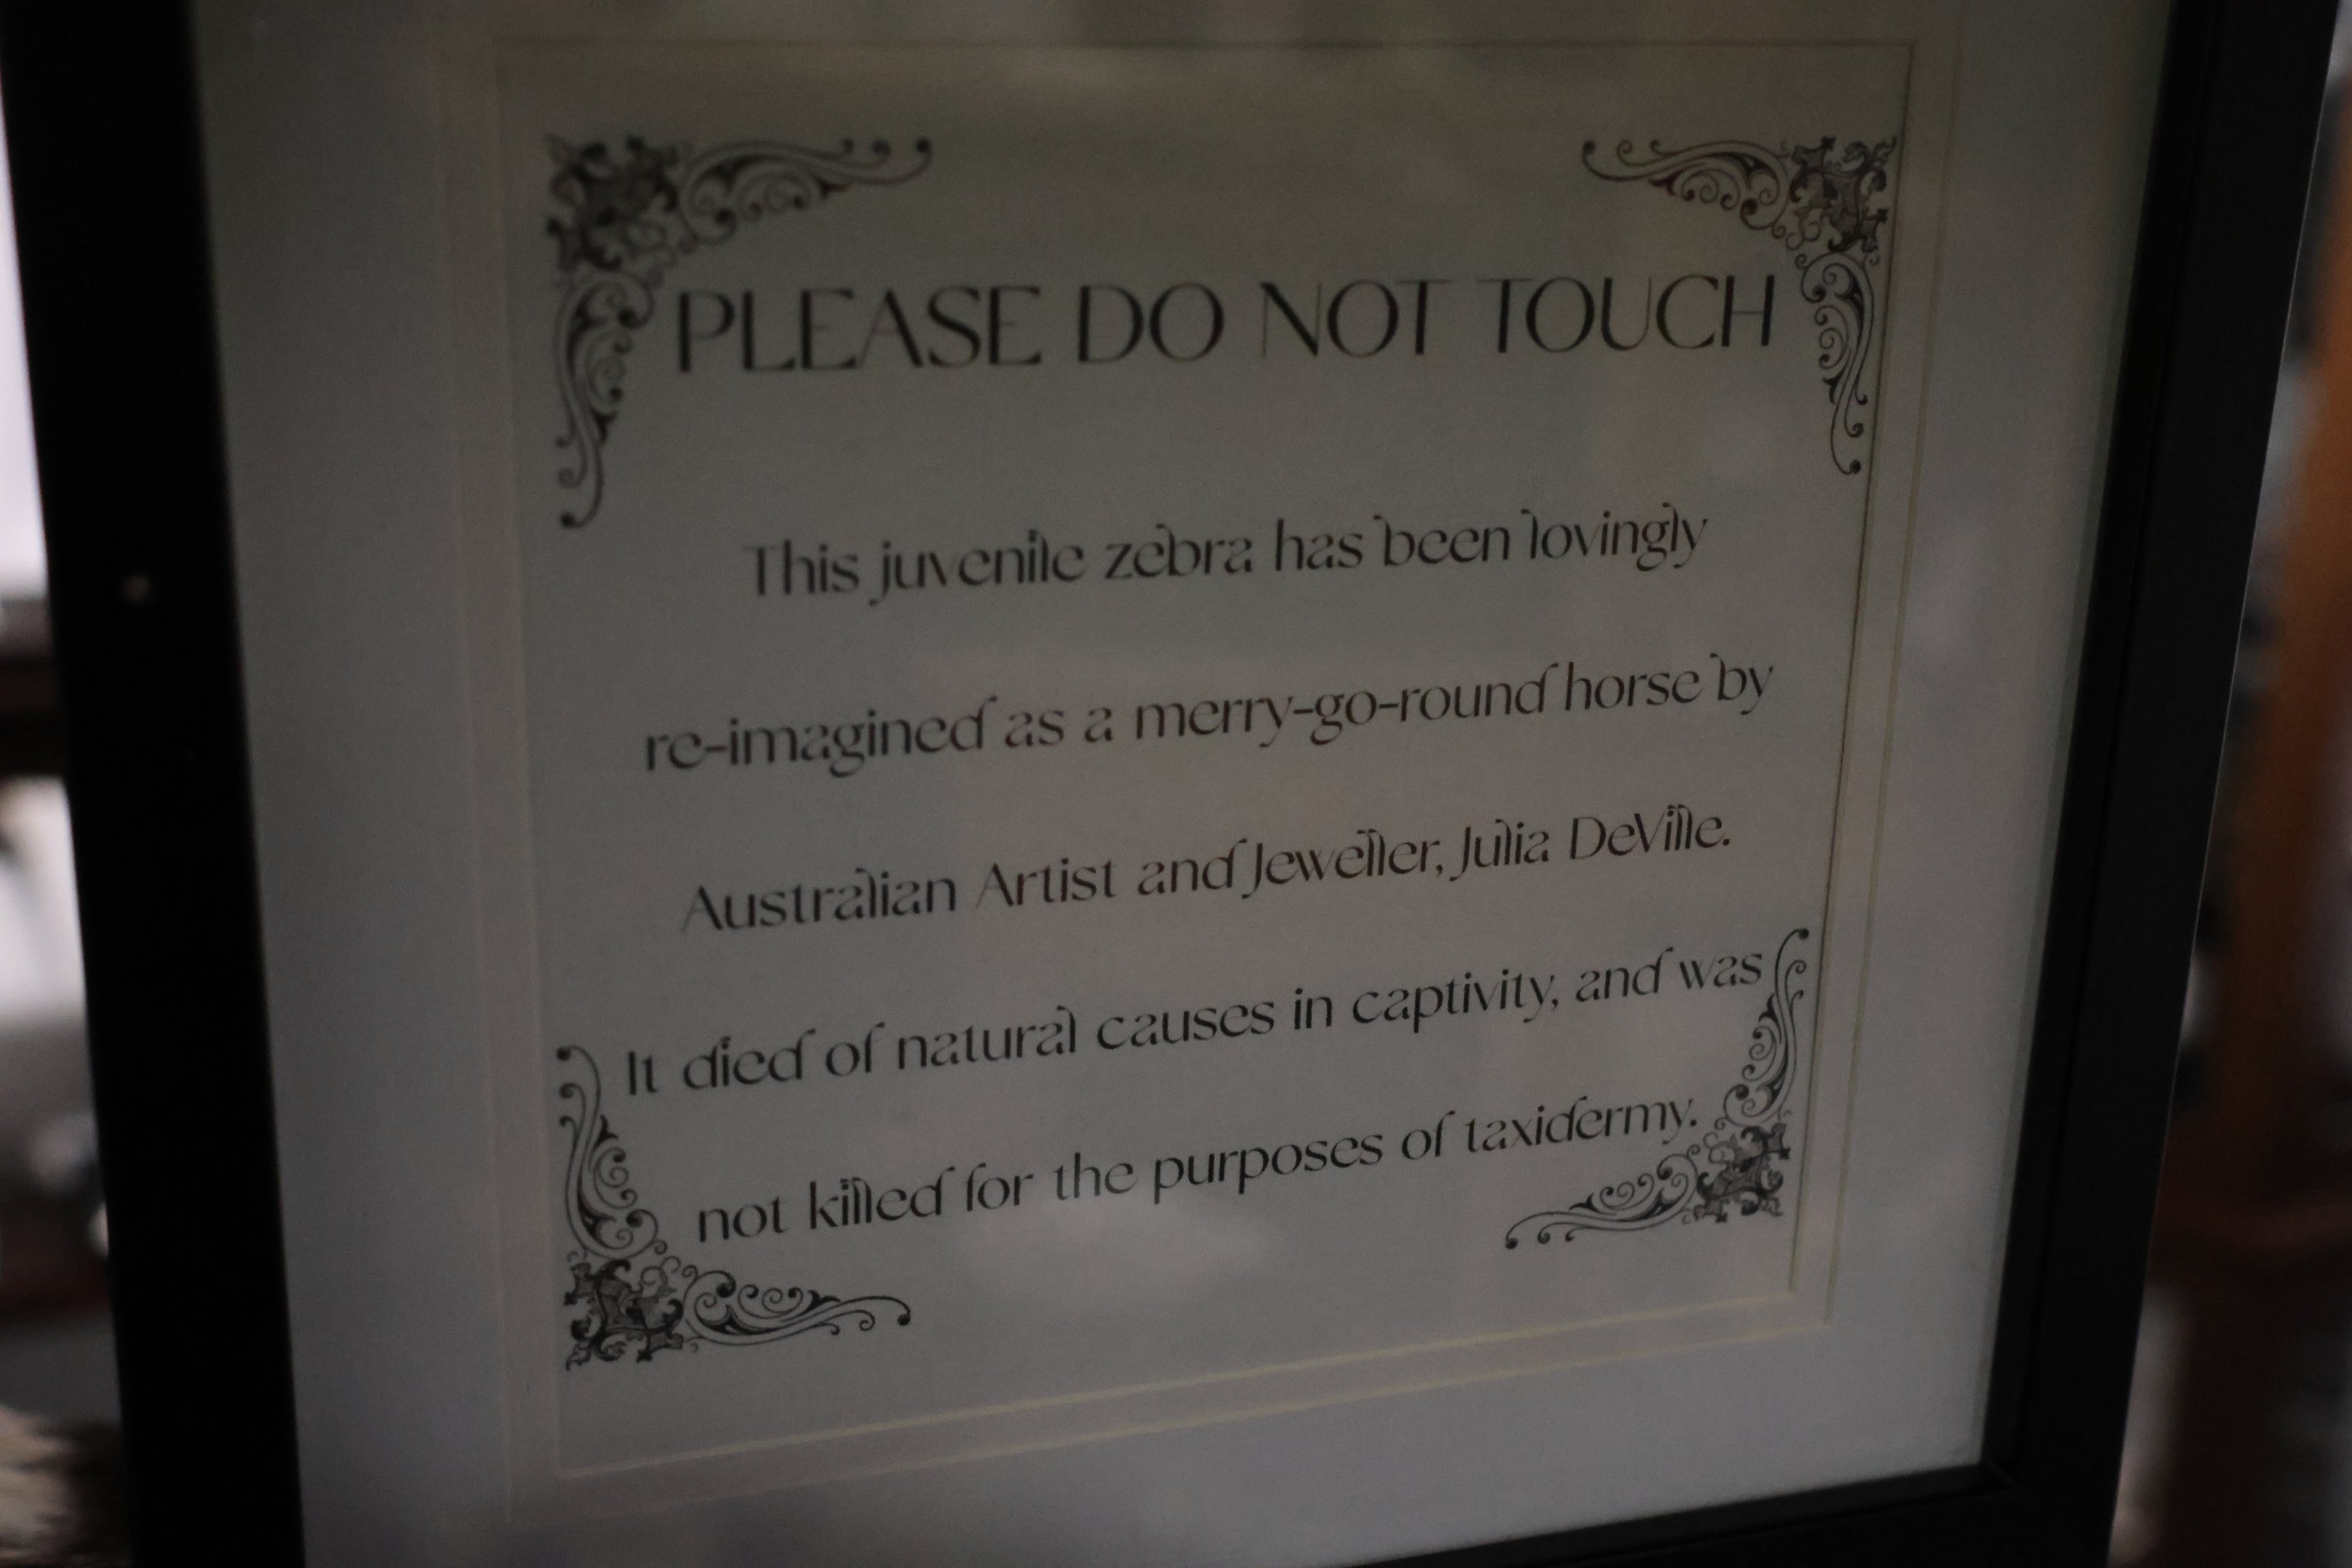 PLEASE DO NOT TOUCH
This juvenile zebra has been lovingly
re-imagined as a merry-go-round horse by
Australian Artist and Jeweller, Julia DeVille.
It died of natural causes in captivity, and was
not killed for the purposes of taxidermy.